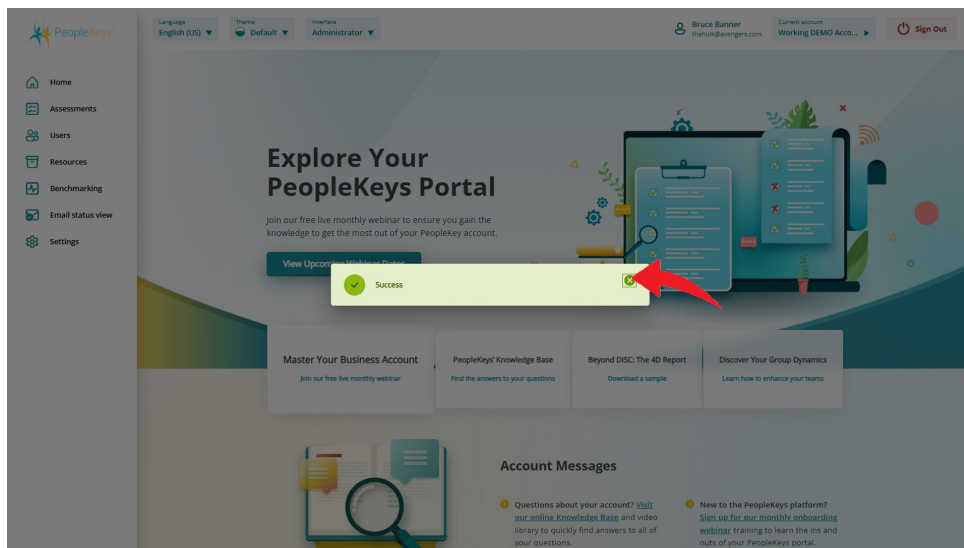 PeopleKeys™
Language
English (US) ▼
Theme:
Default ▼
Interface
Administrator ▼
Bruce Banner
thehulk@avengers.com
Current account
Working DEMO Acco... ►
Sign Out
Home
Assessments
Users
Resources
Benchmarking
Email status view
Settings
Explore Your
PeopleKeys Portal
Join our free live monthly webinar to ensure you gain the
knowledge to get the most out of your PeopleKey account.
View Upcoming Webinar Dates
Success
Master Your Business Account
Join our free live monthly webinar
PeopleKeys' Knowledge Base
Find the answers to your questions
Beyond DISC: The 4D Report
Download a sample
Discover Your Group Dynamics
Learn how to enhance your teams
Account Messages
Questions about your account? Visit
our online Knowledge Base and video
library to quickly find answers to all of
your questions.
New to the PeopleKeys platform?
Sign up for our monthly onboarding
webinar training to learn the ins and
outs of your PeopleKeys portal.